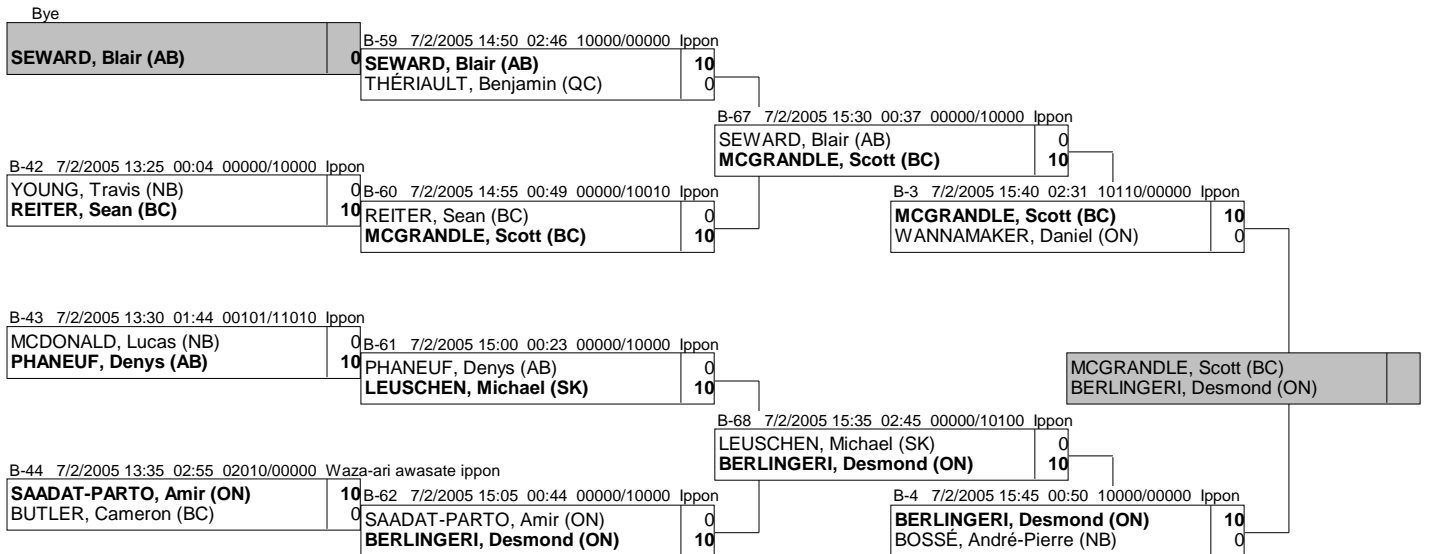 Bye
SEWARD, Blair (AB) 0
B-59 7/2/2005 14:50 02:46 10000/00000 Ippon
SEWARD, Blair (AB) 10
THÉRIAULT, Benjamin (QC) 0
B-67 7/2/2005 15:30 00:37 00000/10000 Ippon
SEWARD, Blair (AB) 0
MCGRANDLE, Scott (BC) 10
B-42 7/2/2005 13:25 00:04 00000/10000 Ippon
YOUNG, Travis (NB) 0
REITER, Sean (BC) 10
B-60 7/2/2005 14:55 00:49 00000/10010 Ippon
REITER, Sean (BC) 0
MCGRANDLE, Scott (BC) 10
B-3 7/2/2005 15:40 02:31 10110/00000 Ippon
MCGRANDLE, Scott (BC) 10
WANNAMAKER, Daniel (ON) 0
B-43 7/2/2005 13:30 01:44 00101/11010 Ippon
MCDONALD, Lucas (NB) 0
PHANEUF, Denys (AB) 10
B-61 7/2/2005 15:00 00:23 00000/10000 Ippon
PHANEUF, Denys (AB) 0
LEUSCHEN, Michael (SK) 10
MCGRANDLE, Scott (BC)
BERLINGERI, Desmond (ON)
B-68 7/2/2005 15:35 02:45 00000/10100 Ippon
LEUSCHEN, Michael (SK) 0
BERLINGERI, Desmond (ON) 10
B-44 7/2/2005 13:35 02:55 02010/00000 Waza-ari awasate ippon
SAADAT-PARTO, Amir (ON) 10
BUTLER, Cameron (BC) 0
B-62 7/2/2005 15:05 00:44 00000/10000 Ippon
SAADAT-PARTO, Amir (ON) 0
BERLINGERI, Desmond (ON) 10
B-4 7/2/2005 15:45 00:50 10000/00000 Ippon
BERLINGERI, Desmond (ON) 10
BOSSÉ, André-Pierre (NB) 0